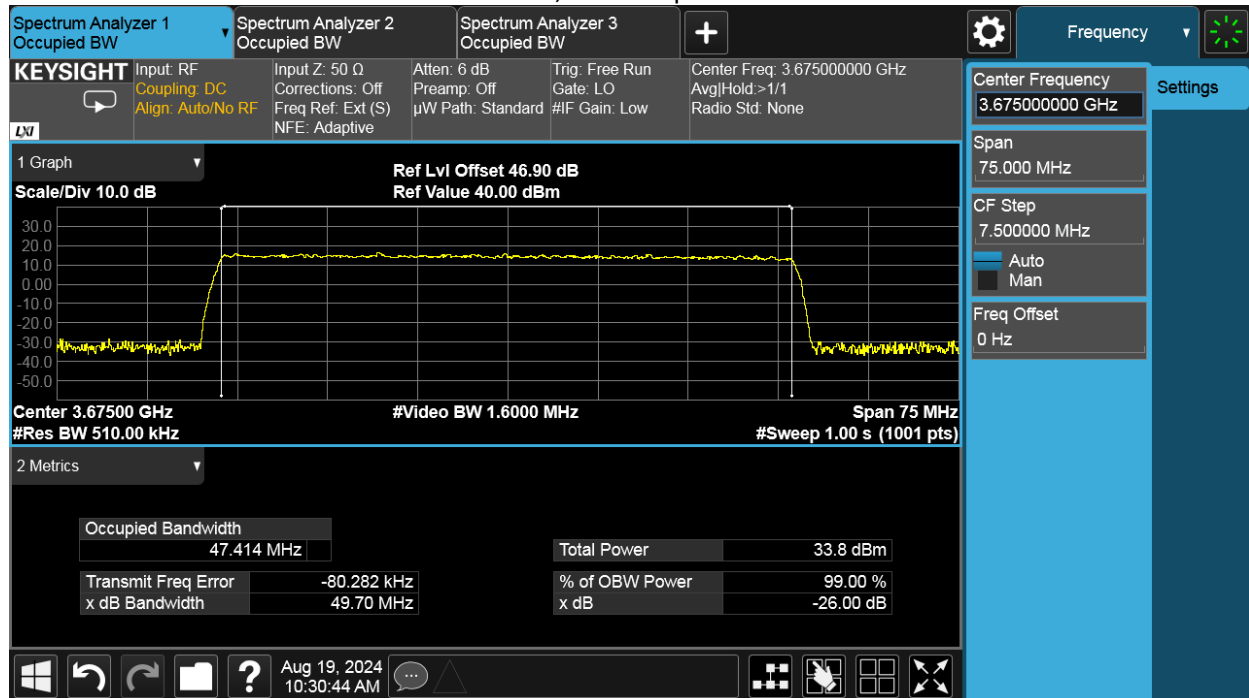 Spectrum Analyzer 1
Occupied BW
Spectrum Analyzer 2
Occupied BW
Spectrum Analyzer 3
Occupied BW
Frequency
KEYSIGHT
LXI
Input: RF
Coupling: DC
Align: Auto/No RF
Input Z: 50 Ω
Corrections: Off
Freq Ref: Ext (S)
NFE: Adaptive
Atten: 6 dB
Preamp: Off
µW Path: Standard
Trig: Free Run
Gate: LO
#IF Gain: Low
Center Freq: 3.675000000 GHz
Avg|Hold:>1/1
Radio Std: None
Center Frequency
3.675000000 GHz
Settings
Span
75.000 MHz
CF Step
7.500000 MHz
Auto
Man
Freq Offset
0 Hz
1 Graph
Scale/Div 10.0 dB
Ref Lvl Offset 46.90 dB
Ref Value 40.00 dBm
30.0
20.0
10.0
0.00
-10.0
-20.0
-30.0
-40.0
-50.0
Center 3.67500 GHz
#Res BW 510.00 kHz
#Video BW 1.6000 MHz
Span 75 MHz
#Sweep 1.00 s (1001 pts)
2 Metrics
Occupied Bandwidth
47.414 MHz
Total Power 33.8 dBm
Transmit Freq Error -80.282 kHz
% of OBW Power 99.00 %
x dB Bandwidth 49.70 MHz
x dB -26.00 dB
?
Aug 19, 2024
10:30:44 AM